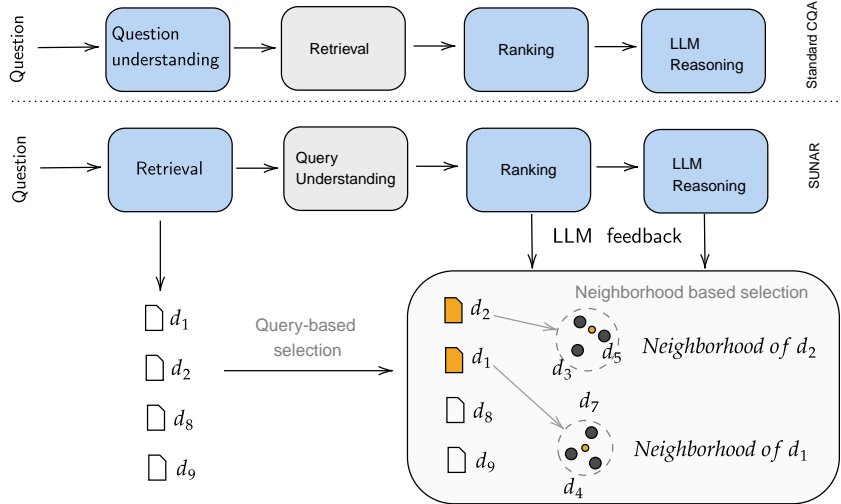 Question
Question
understanding
Retrieval
Ranking
LLM
Reasoning
Standard CQA
Question
Retrieval
Query
Understanding
Ranking
LLM
Reasoning
SUNAR
LLM feedback
d1
d2
d8
d9
Query-based
selection
Neighborhood based selection
d2
d1
d8
d9
d3
d5
Neighborhood of d2
d7
d4
Neighborhood of d1